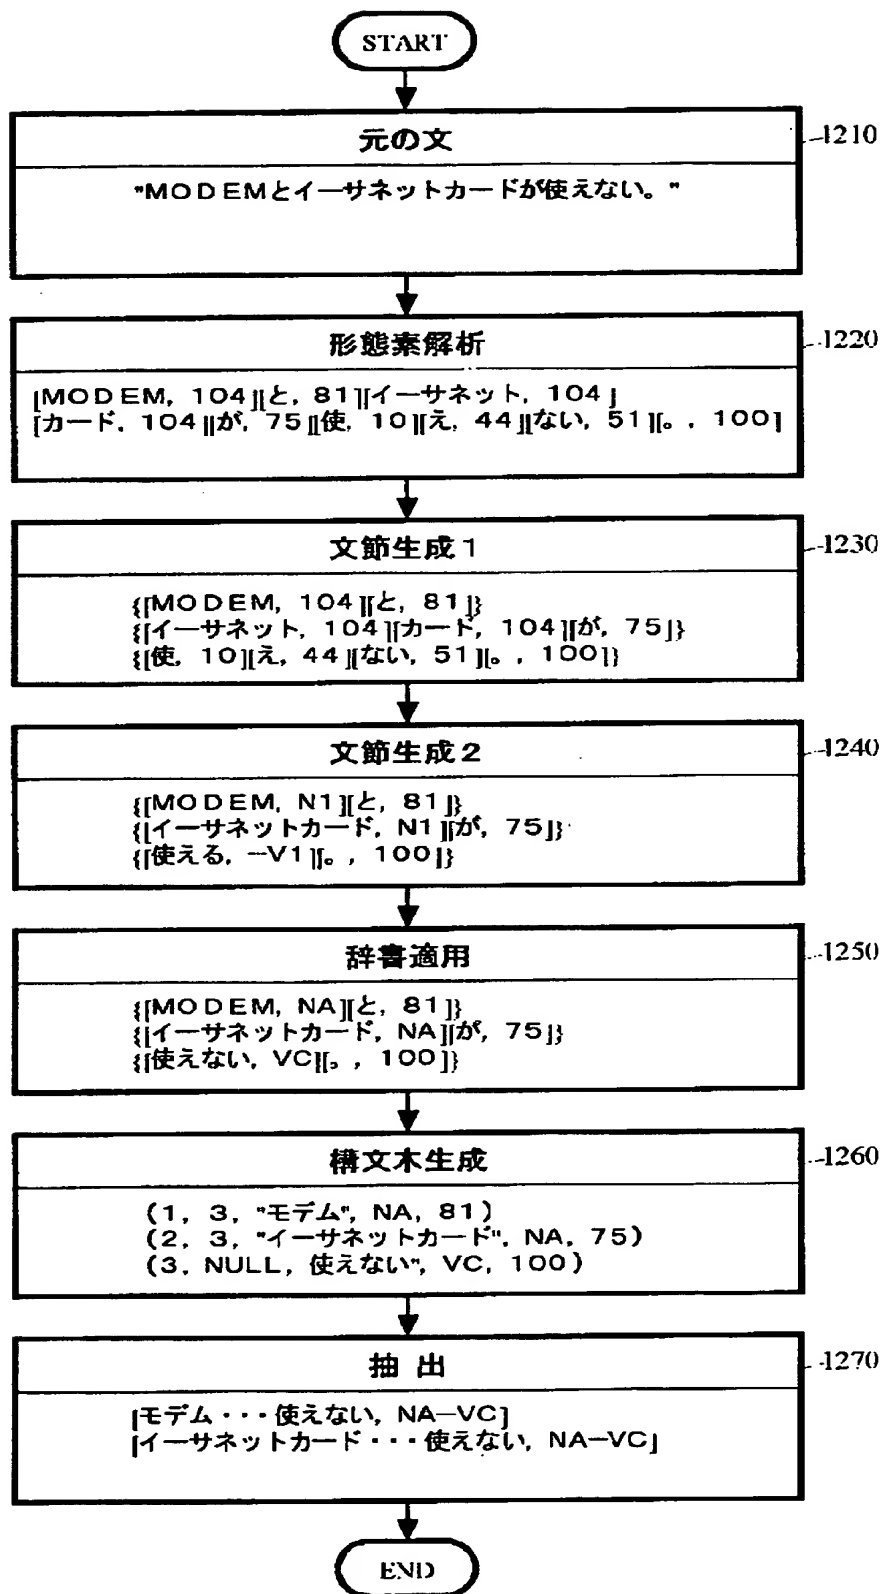 START
元の文
1210
"MODEMとイーサネットカードが使えない。"
形態素解析
1220
[MODEM, 104][と, 81][イーサネット, 104]
[カード, 104][が, 75][使, 10][え, 44][ない, 51][。, 100]
文節生成1
1230
{[MODEM, 104][と, 81]}
{[イーサネット, 104][カード, 104][が, 75]}
{[使, 10][え, 44][ない, 51][。, 100]}
文節生成2
1240
{[MODEM, N1][と, 81]}
{[イーサネットカード, N1][が, 75]}
{[使える, −V1][。, 100]}
辞書適用
1250
{[MODEM, NA][と, 81]}
{[イーサネットカード, NA][が, 75]}
{[使えない, VC][。, 100]}
構文木生成
1260
(1, 3, "モデム", NA, 81)
(2, 3, "イーサネットカード", NA, 75)
(3, NULL, 使えない", VC, 100)
抽出
1270
[モデム・・・使えない, NA−VC]
[イーサネットカード・・・使えない, NA−VC]
END